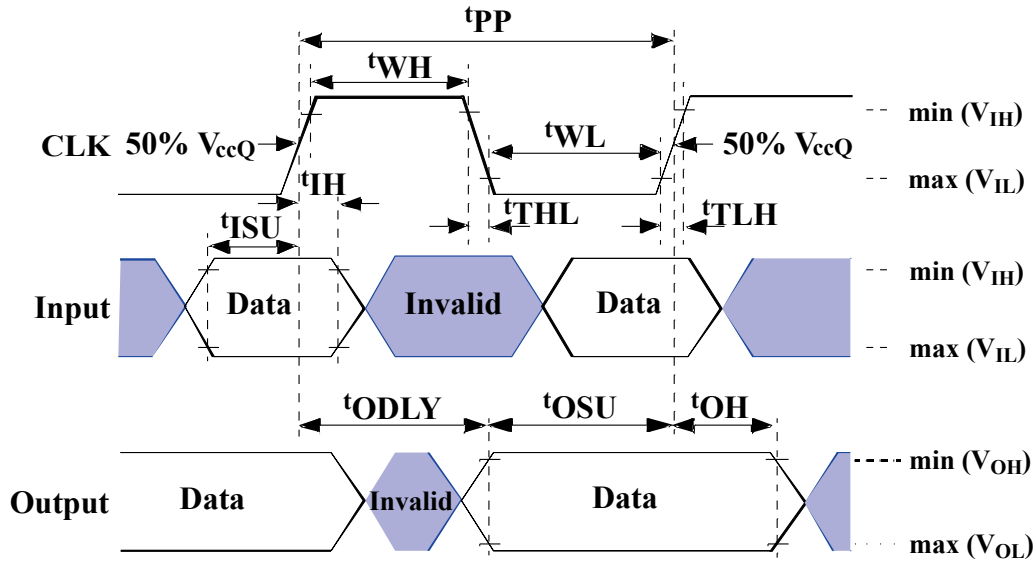 tPP
tWH
min (VIH)
CLK 50% VccQ tWL 50% VccQ
max (VIL)
tIH
tTHL tTLH
tISU
min (VIH)
Input Data Invalid Data
max (VIL)
tODLY tOSU tOH
min (VOH)
Output Data Invalid Data
max (VOL)